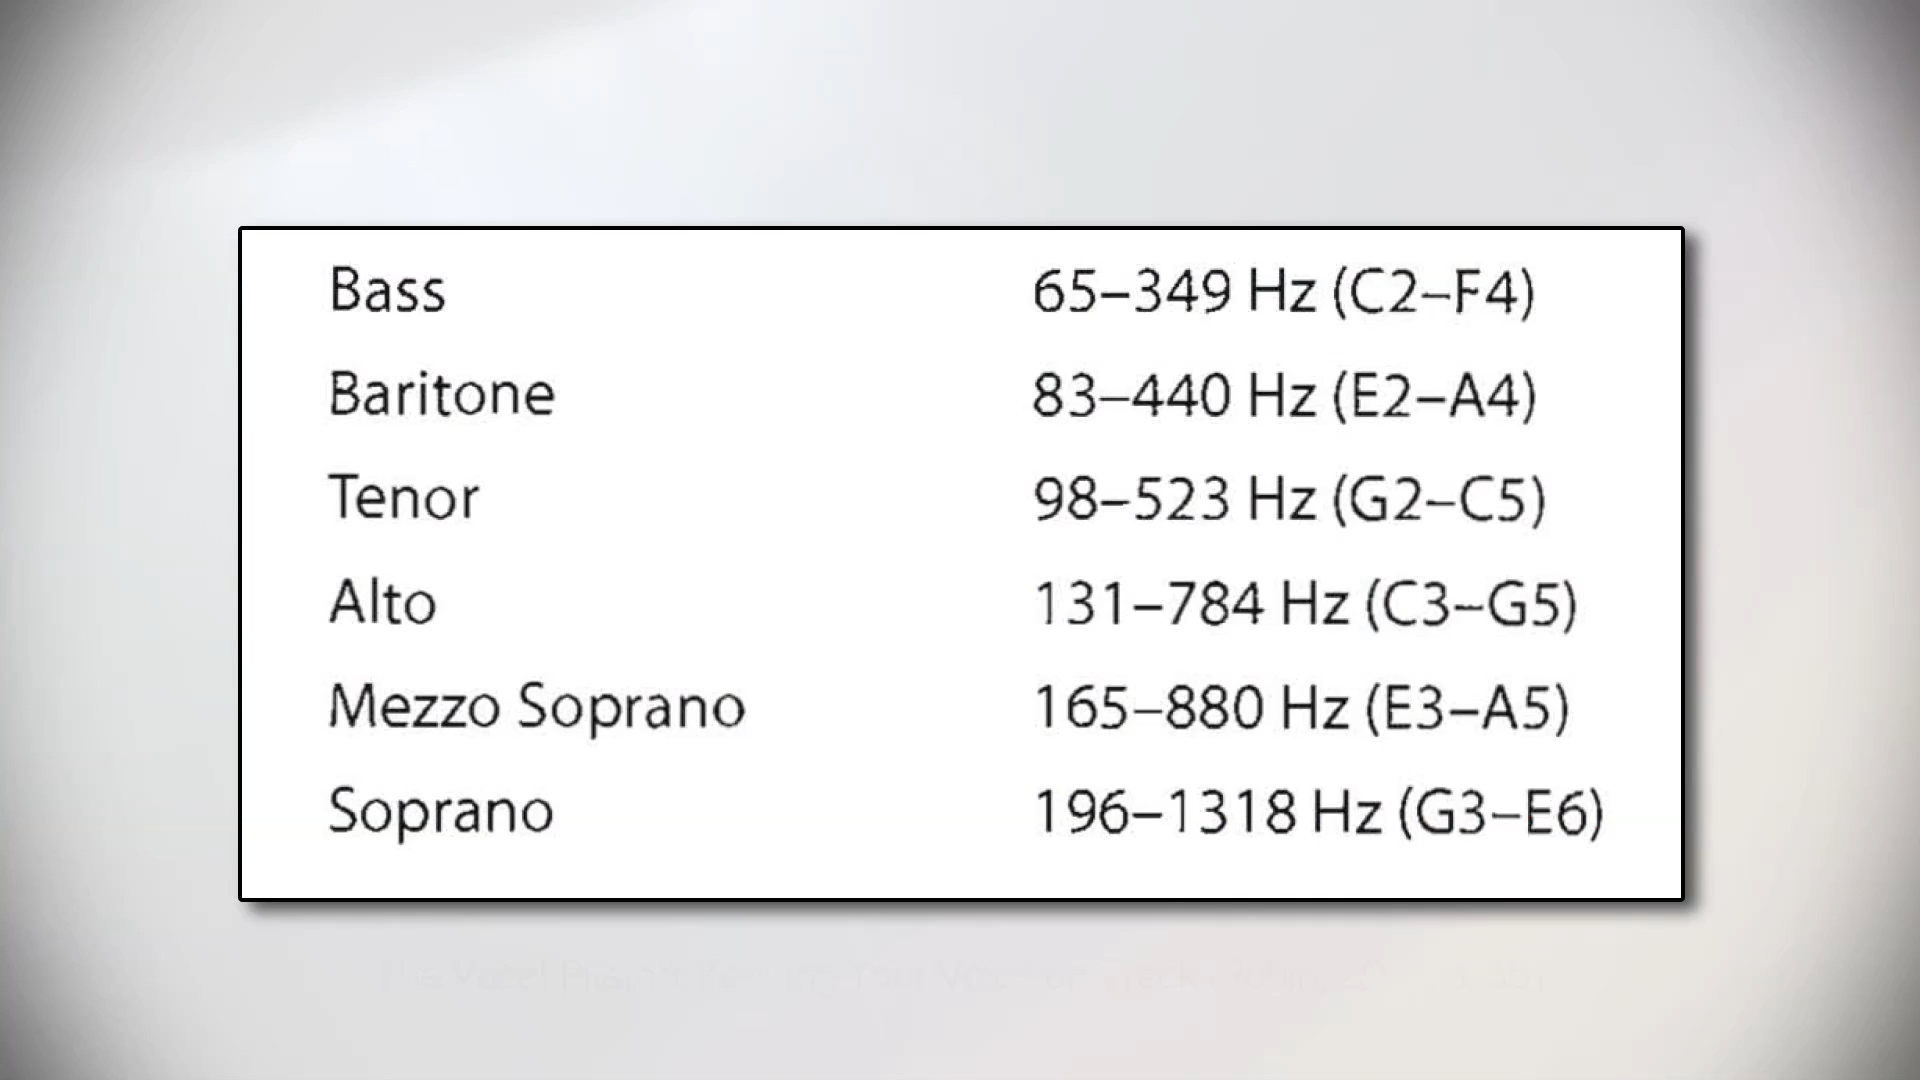 Bass 65–349 Hz (C2–F4)
Baritone 83–440 Hz (E2–A4)
Tenor 98–523 Hz (G2–C5)
Alto 131–784 Hz (C3–G5)
Mezzo Soprano 165–880 Hz (E3–A5)
Soprano 196–1318 Hz (G3–E6)